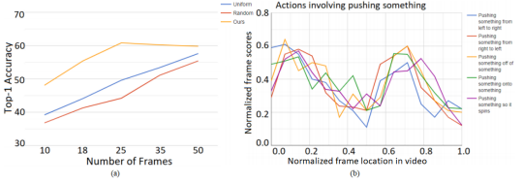 Uniform
Random
Ours
Top-1 Accuracy
80
70
60
50
40
30
10
18
25
35
50
Number of Frames
(a)
Actions involving pushing something
Normalized frame scores
0.8
0.6
0.4
0.2
0.0
0.0
0.2
0.4
0.6
0.8
1.0
Normalized frame location in video
(b)
Pushing
something from
left to right
Pushing
something from
right to left
Pushing
something off of
something
Pushing
something onto
something
Pushing
something so it
spins